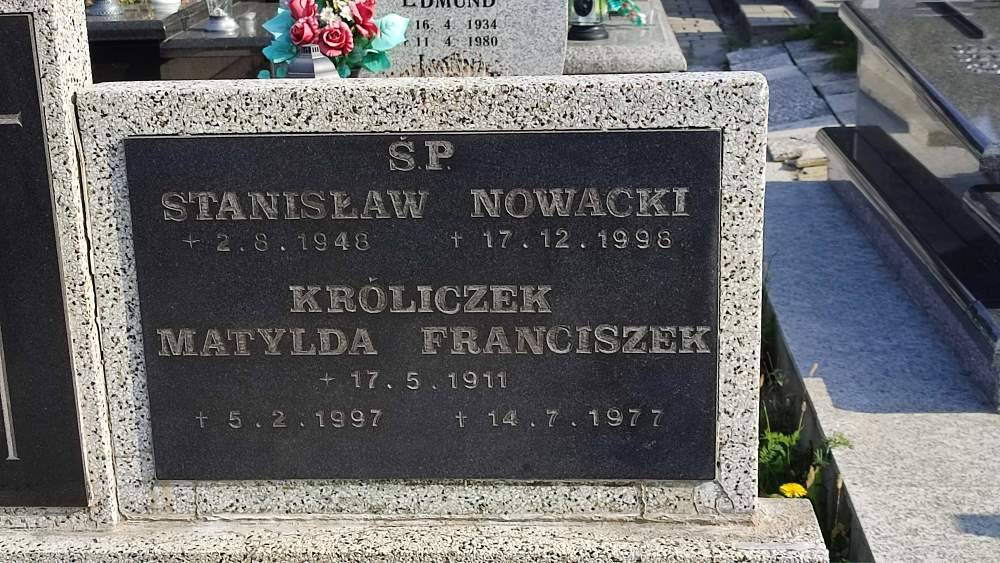 EDMUND
16. 4 1934
11. 4 1980
Ś.P.
STANISŁAW NOWACKI
+ 2.8.1948 † 17.12.1998
KRÓLICZEK
MATYLDA FRANCISZEK
+ 17.5.1911
† 5.2.1997 † 14.7.1977